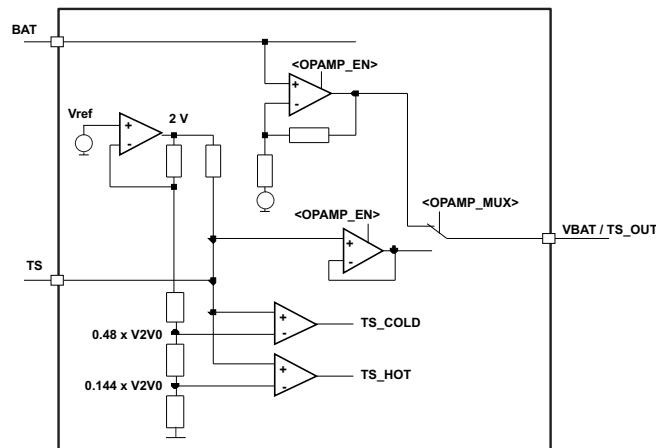 BAT
<OPAMP_EN>
Vref
2 V
+
-
+
-
<OPAMP_EN>
<OPAMP_MUX>
VBAT / TS_OUT
+
-
TS
+
-
TS_COLD
0.48 x V2V0
+
-
TS_HOT
0.144 x V2V0